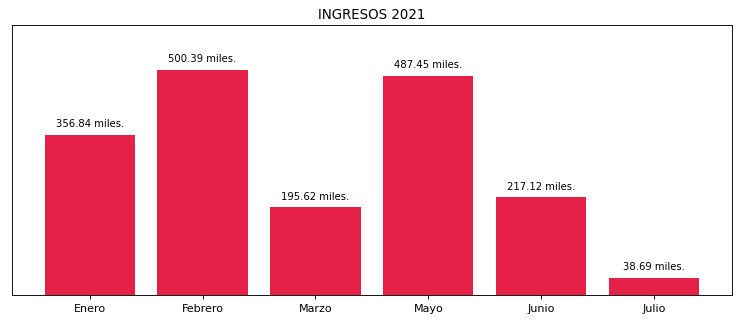 INGRESOS 2021
356.84 miles.
500.39 miles.
195.62 miles.
487.45 miles.
217.12 miles.
38.69 miles.
Enero
Febrero
Marzo
Mayo
Junio
Julio